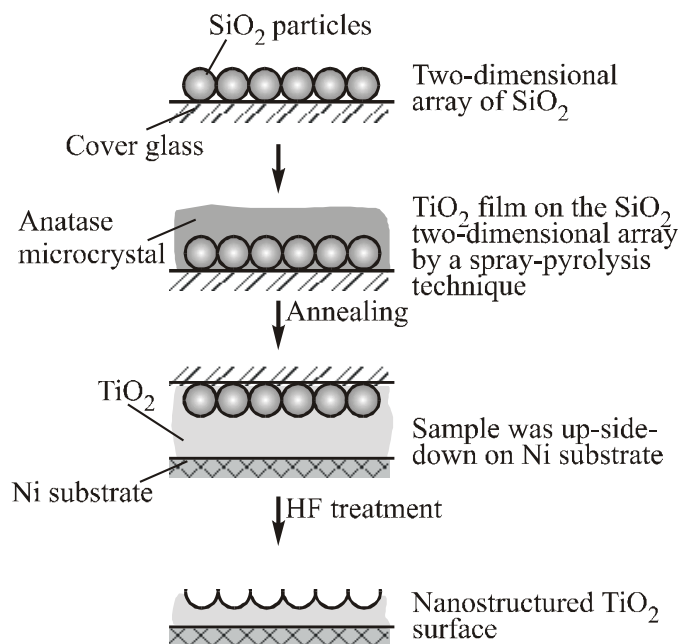 SiO2 particles
Two-dimensional
array of SiO2
Cover glass
Anatase
microcrystal
TiO2 film on the SiO2
two-dimensional array
by a spray-pyrolysis
technique
Annealing
TiO2
Sample was up-side-
down on Ni substrate
Ni substrate
HF treatment
Nanostructured TiO2
surface